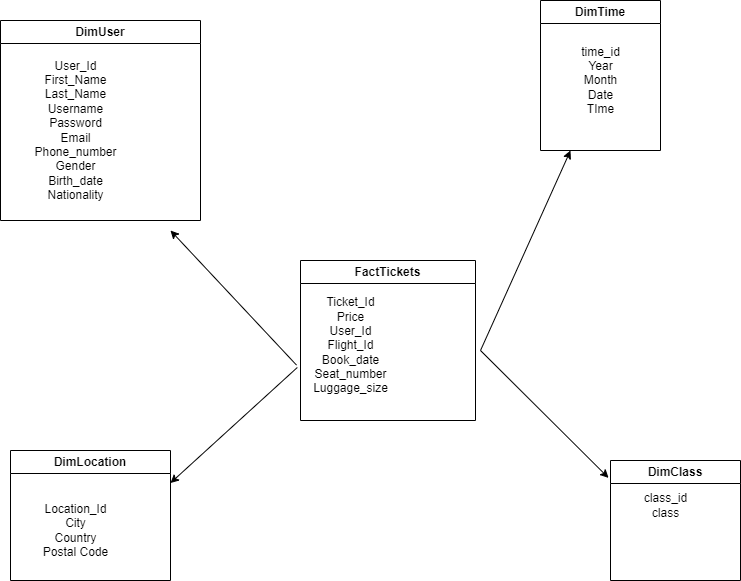 DimUser
User_Id
First_Name
Last_Name
Username
Password
Email
Phone_number
Gender
Birth_date
Nationality
DimTime
time_id
Year
Month
Date
TIme
FactTickets
Ticket_Id
Price
User_Id
Flight_Id
Book_date
Seat_number
Luggage_size
DimLocation
Location_Id
City
Country
Postal Code
DimClass
class_id
class